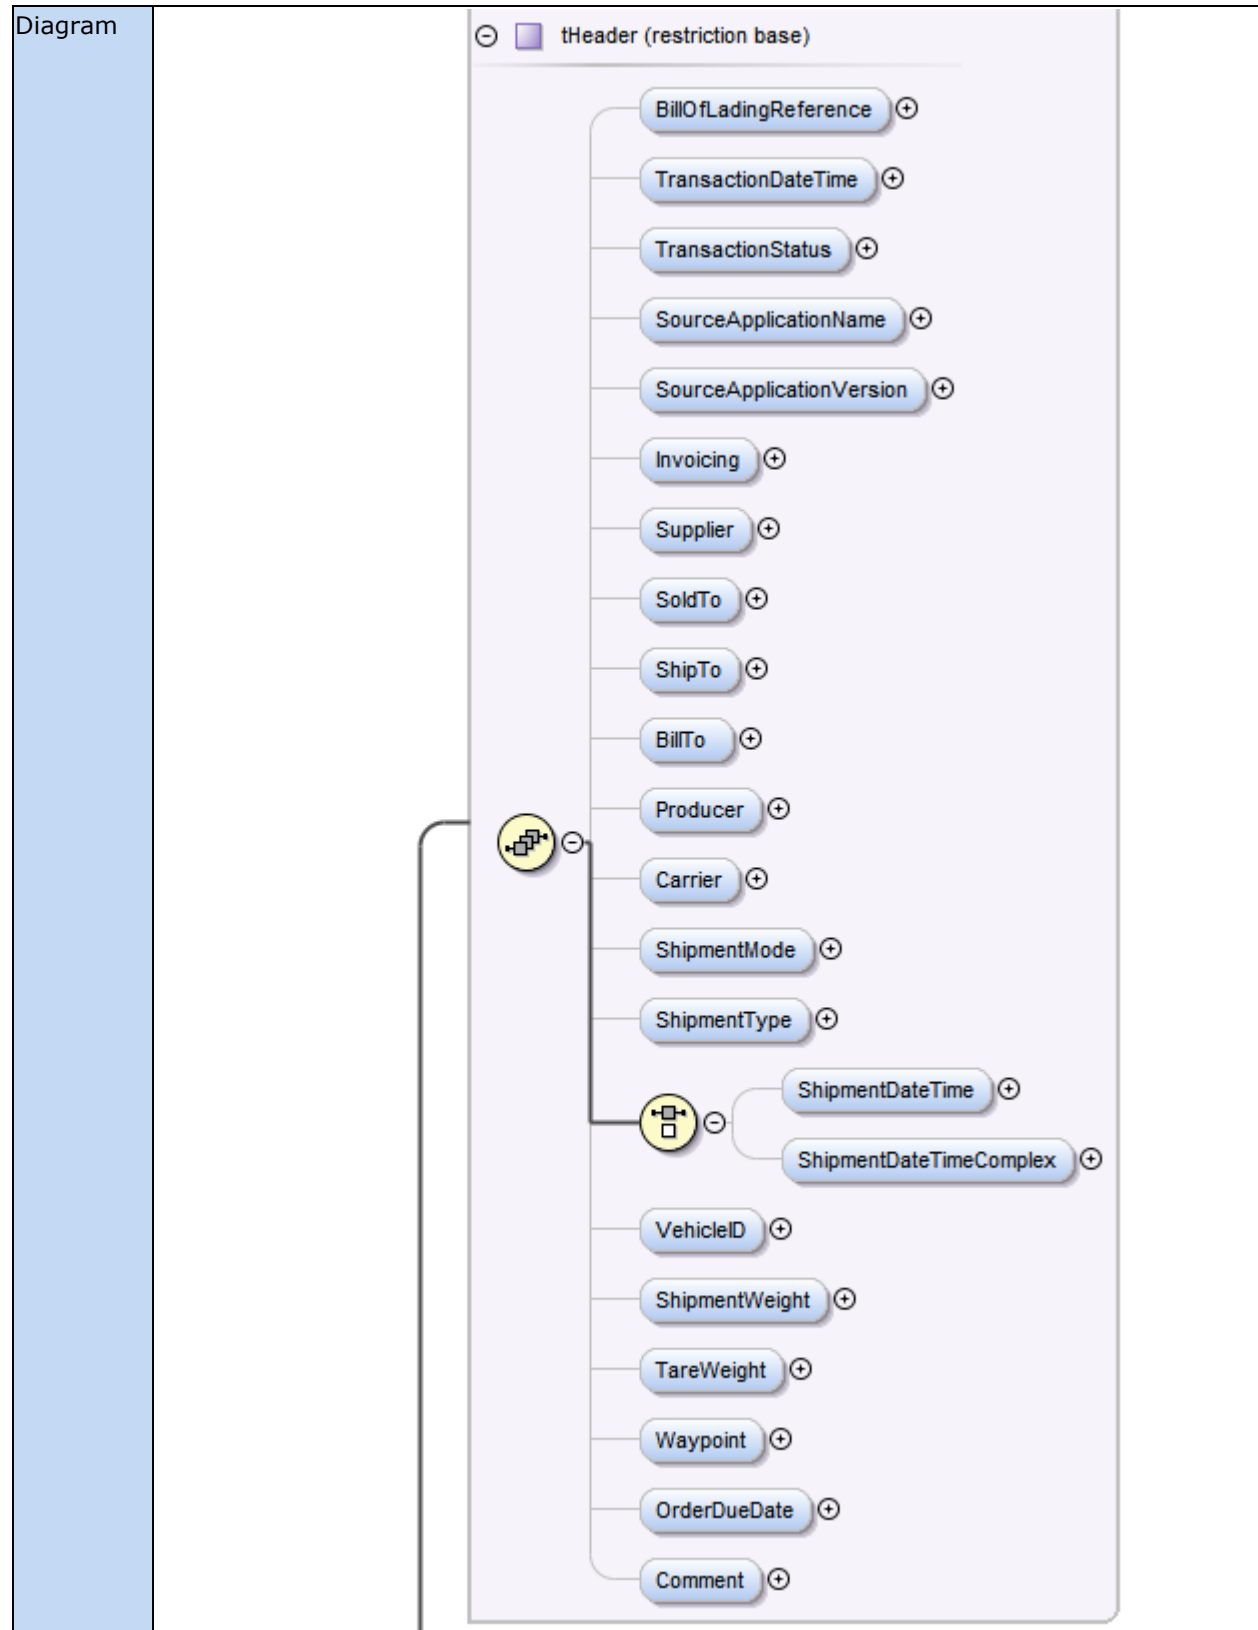 Diagram
tHeader (restriction base)
BillOfLadingReference
TransactionDateTime
TransactionStatus
SourceApplicationName
SourceApplicationVersion
Invoicing
Supplier
SoldTo
ShipTo
BillTo
Producer
Carrier
ShipmentMode
ShipmentType
ShipmentDateTime
ShipmentDateTimeComplex
VehicleID
ShipmentWeight
TareWeight
Waypoint
OrderDueDate
Comment